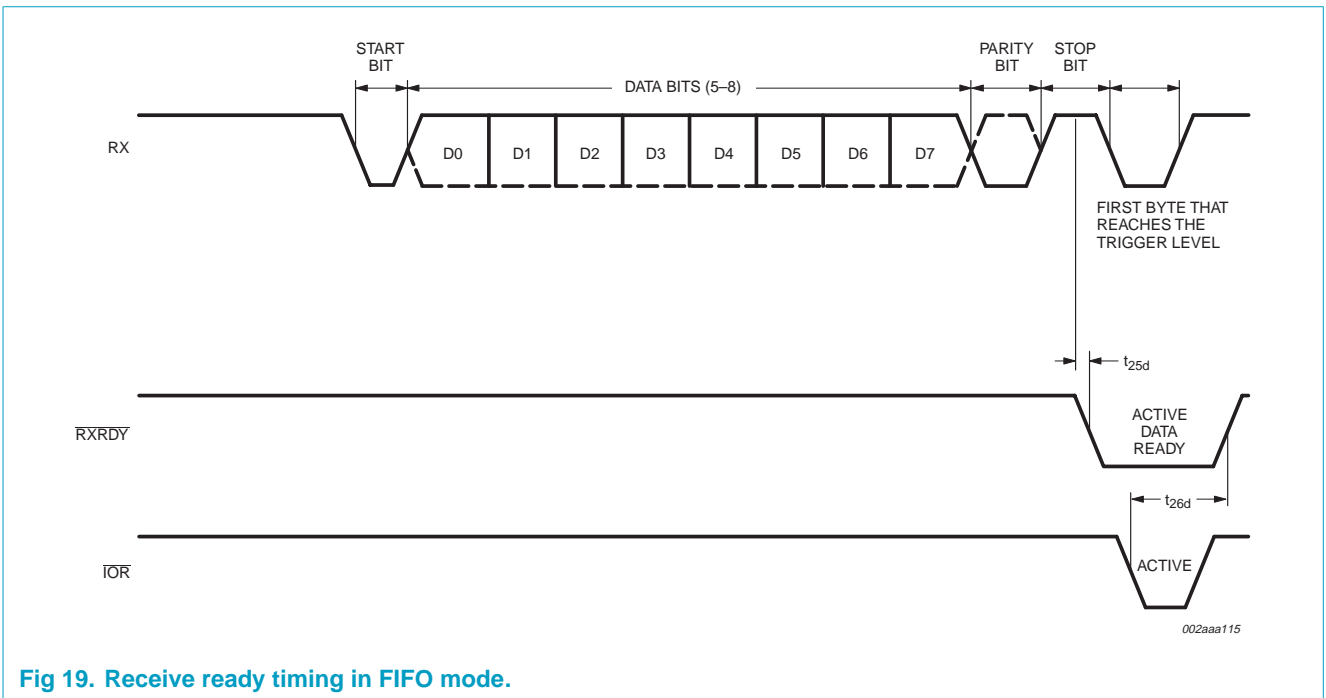 START
BIT
DATA BITS (5–8)
PARITY
BIT
STOP
BIT
RX
D0 D1 D2 D3 D4 D5 D6 D7
FIRST BYTE THAT
REACHES THE
TRIGGER LEVEL
t25d
RXRDY
ACTIVE
DATA
READY
t26d
IOR
ACTIVE
002aaa115
Fig 19. Receive ready timing in FIFO mode.